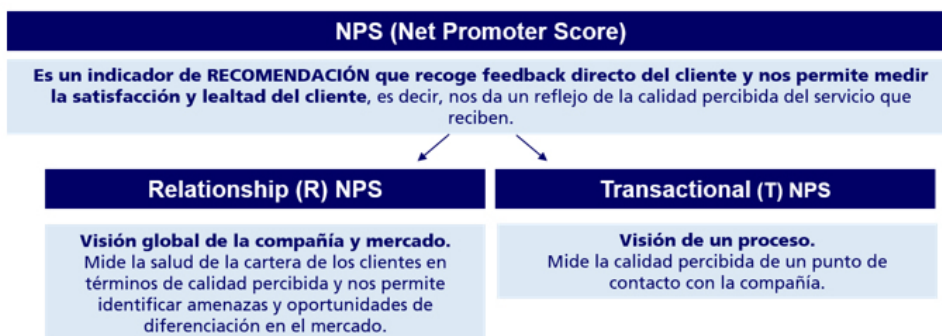 NPS (Net Promoter Score)
Es un indicador de RECOMENDACIÓN que recoge feedback directo del cliente y nos permite medir
la satisfacción y lealtad del cliente, es decir, nos da un reflejo de la calidad percibida del servicio que
reciben.
Relationship (R) NPS
Visión global de la compañía y mercado.
Mide la salud de la cartera de los clientes en
términos de calidad percibida y nos permite
identificar amenazas y oportunidades de
diferenciación en el mercado.
Transactional (T) NPS
Visión de un proceso.
Mide la calidad percibida de un punto de
contacto con la compañía.